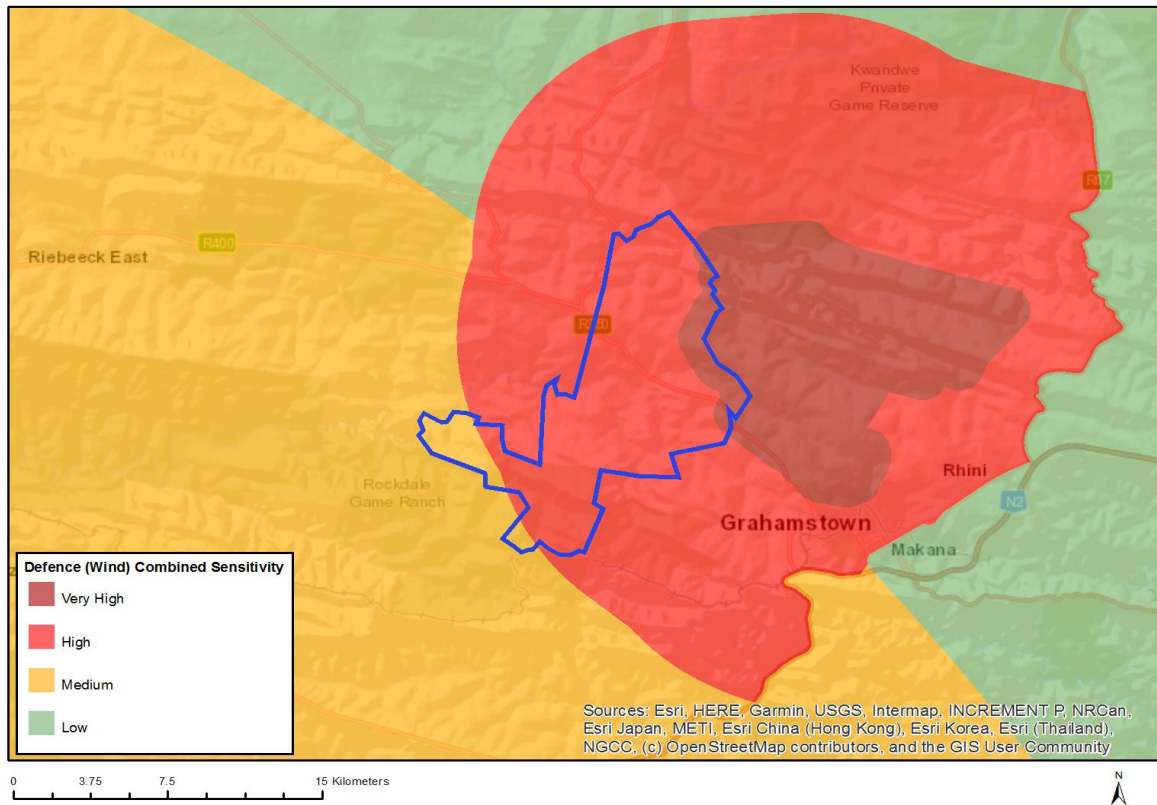 Kwandwe
Private
Game Reserve
R67
R400
Riebeeck East
Rhini
Rockdale
Game Ranch
N2
Grahamstown
Makana
Defence (Wind) Combined Sensitivity
Very High
High
Medium
Low
Sources: Esri, HERE, Garmin, USGS, Intermap, INCREMENT P, NRCan,
Esri Japan, METI, Esri China (Hong Kong), Esri Korea, Esri (Thailand),
NGCC, (c) OpenStreetMap contributors, and the GIS User Community
0 3.75 7.5 15 Kilometers
N